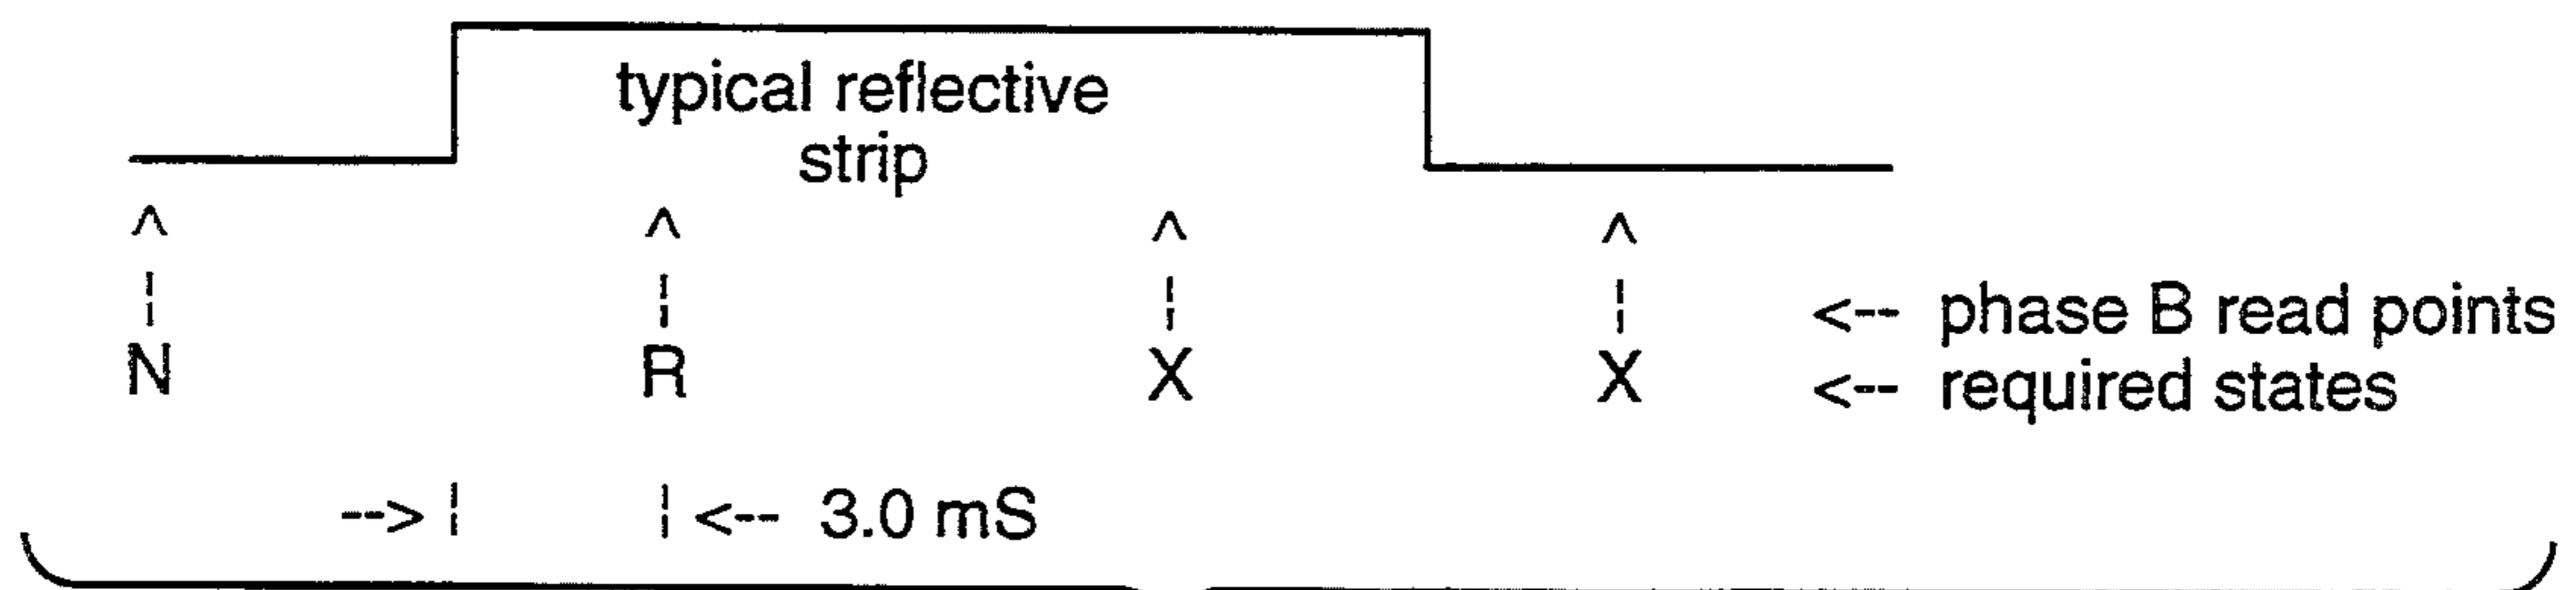 typical reflective
strip
^ ^ ^ ^
<-- phase B read points
N R X X <-- required states
--> <-- 3.0 mS